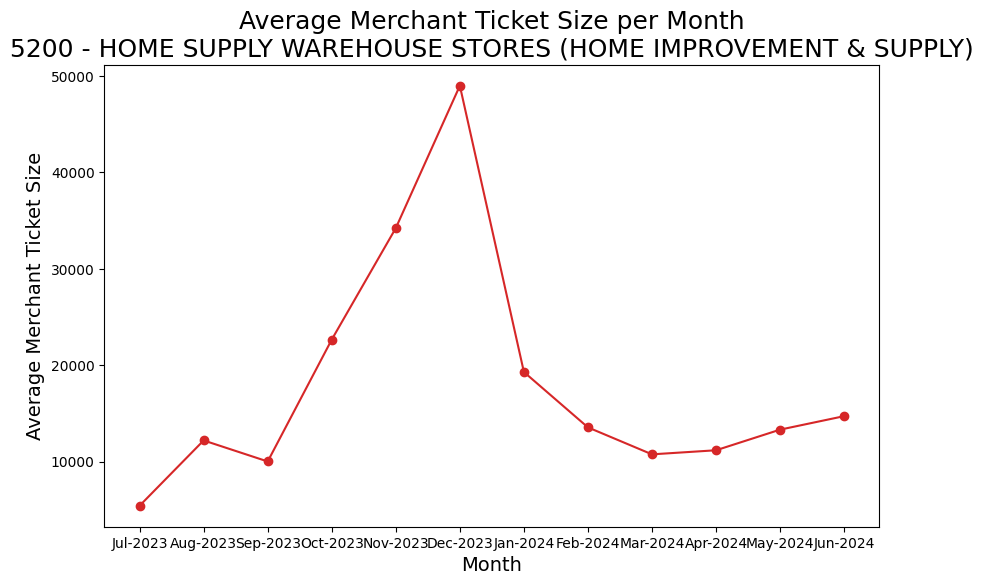 Average Merchant Ticket Size per Month
5200 - HOME SUPPLY WAREHOUSE STORES (HOME IMPROVEMENT & SUPPLY)
Average Merchant Ticket Size
50000
40000
30000
20000
10000
Jul-2023 Aug-2023 Sep-2023 Oct-2023 Nov-2023 Dec-2023 Jan-2024 Feb-2024 Mar-2024 Apr-2024 May-2024 Jun-2024
Month